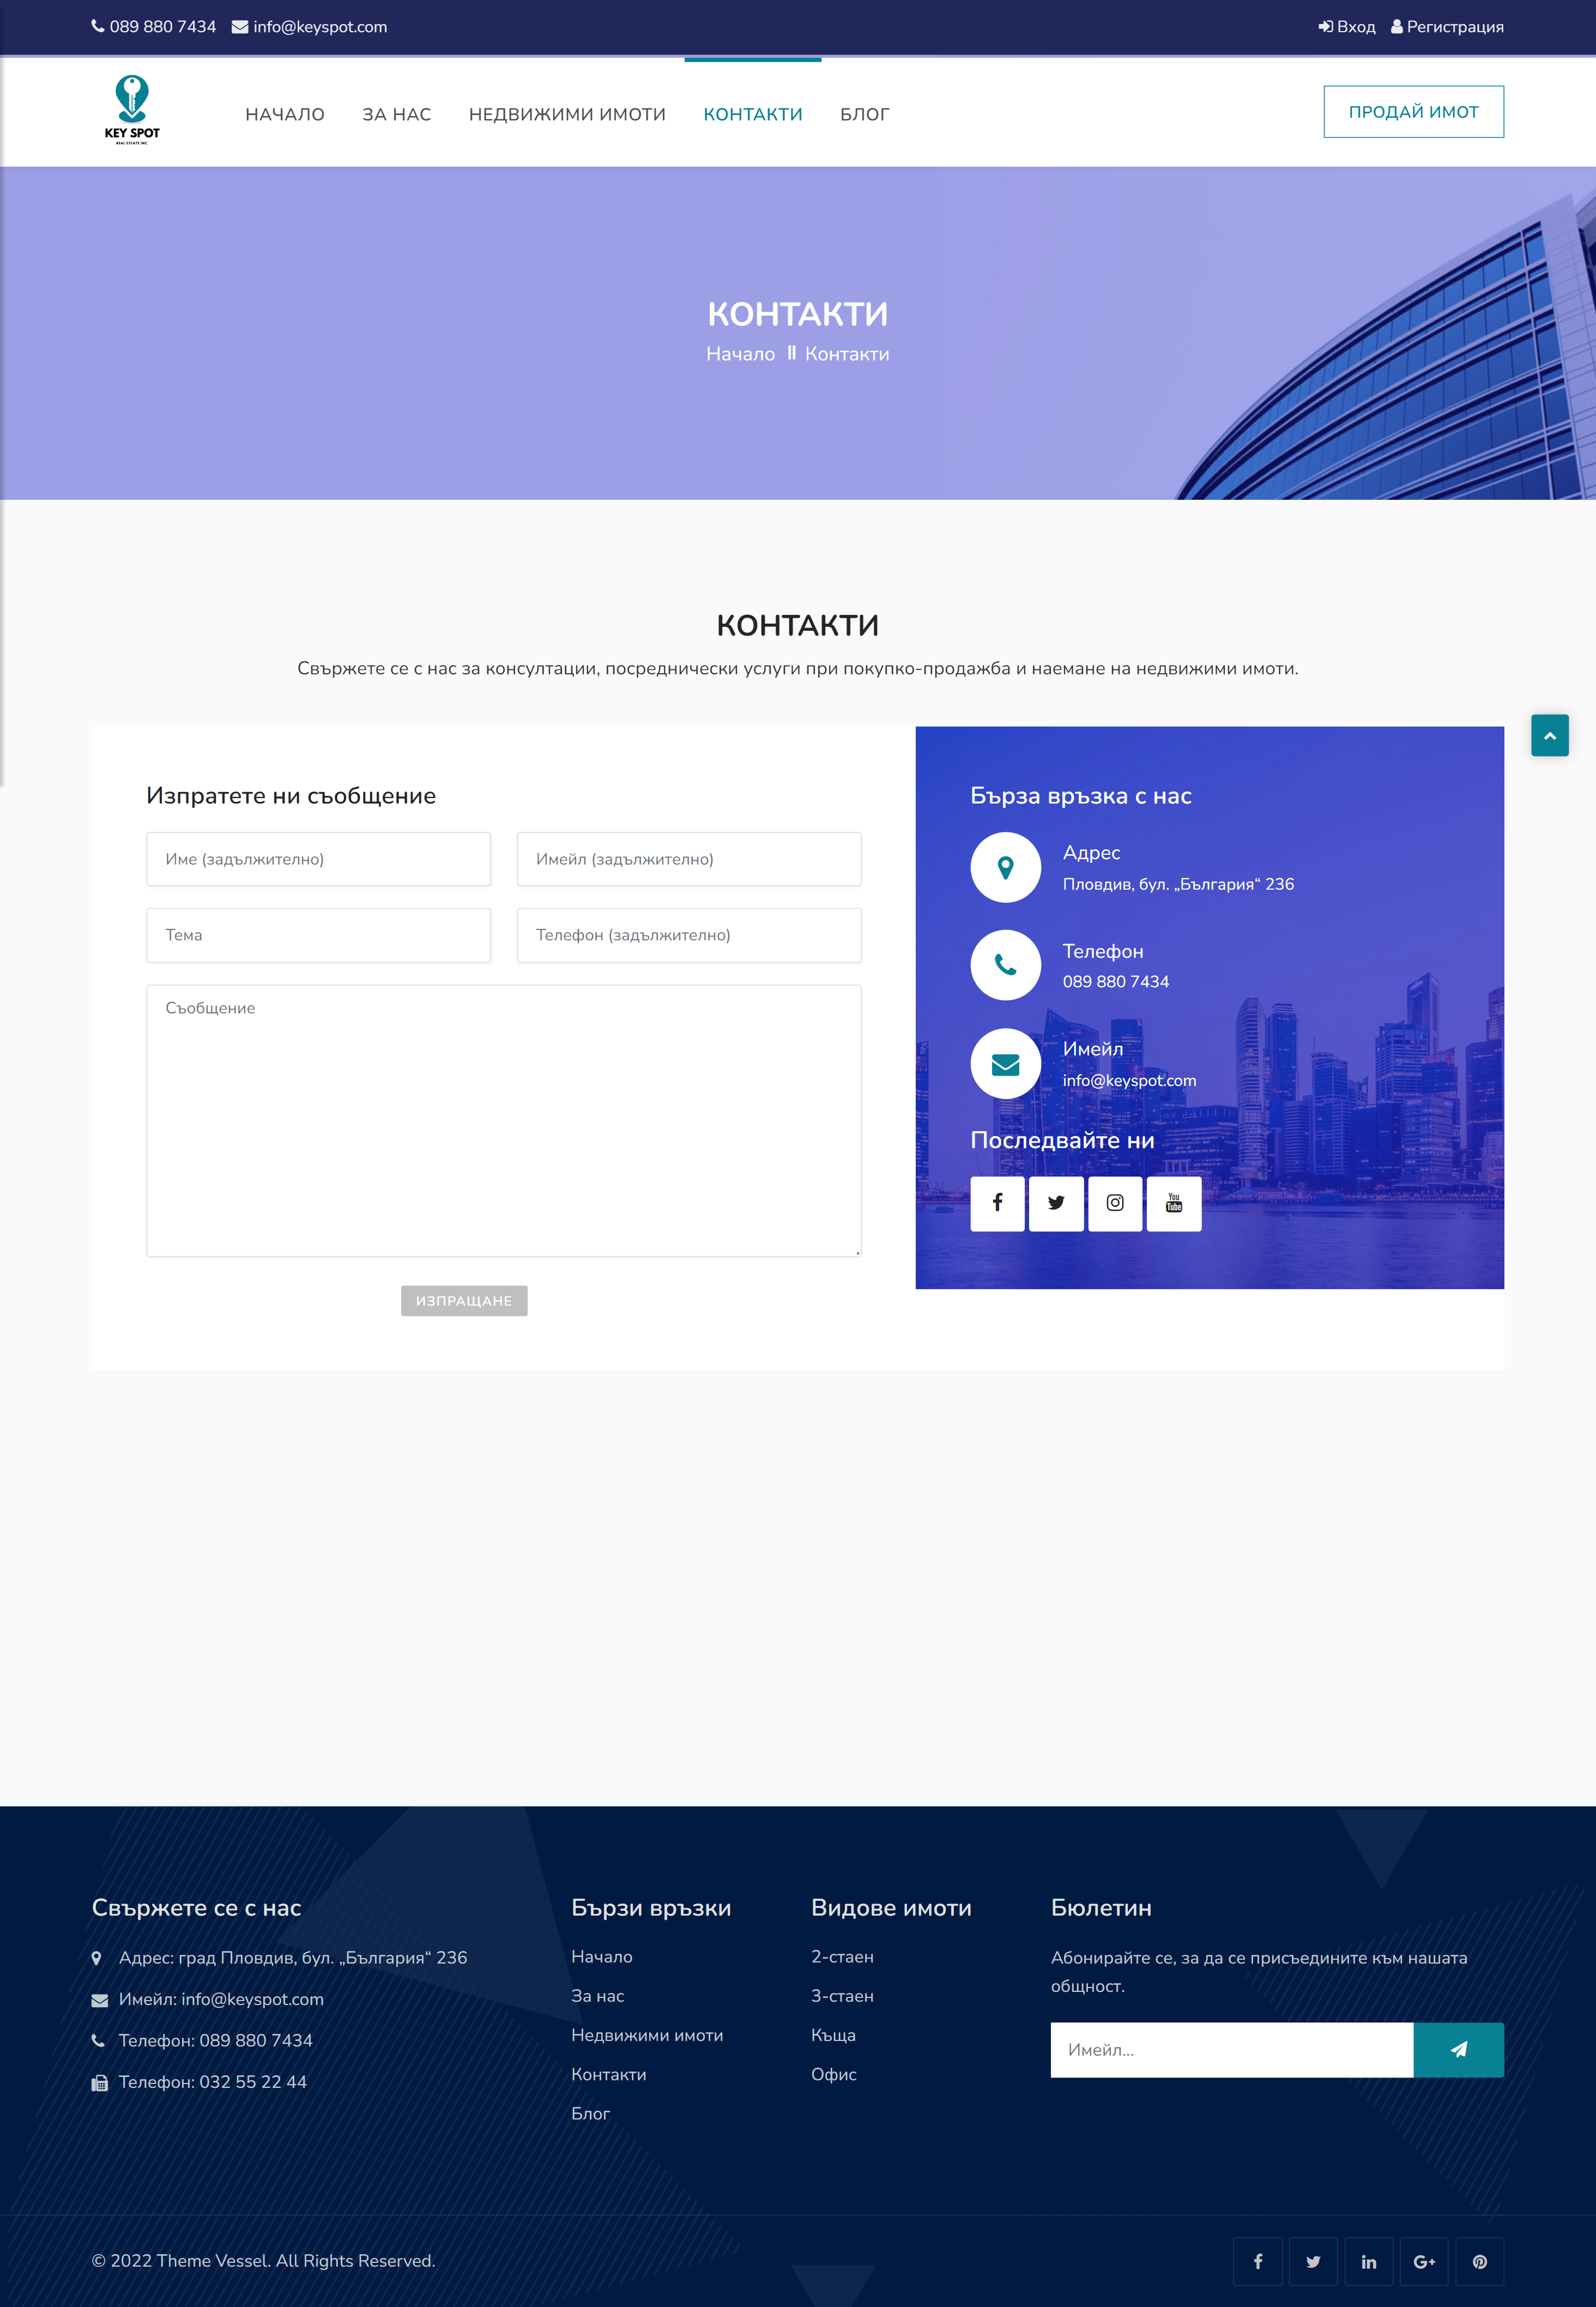 089 880 7434 info@keyspot.com Вход Регистрация
KEY SPOT
REAL ESTATE INC.
НАЧАЛО ЗА НАС НЕДВИЖИМИ ИМОТИ КОНТАКТИ БЛОГ ПРОДАЙ ИМОТ
КОНТАКТИ
Начало Контакти
КОНТАКТИ
Свържете се с нас за консултации, посреднически услуги при покупко-продажба и наемане на недвижими имоти.
Изпратете ни съобщение
Име (задължително) Имейл (задължително)
Тема Телефон (задължително)
Съобщение
ИЗПРАЩАНЕ
Бърза връзка с нас
Адрес
Пловдив, бул. „България“ 236
Телефон
089 880 7434
Имейл
info@keyspot.com
Последвайте ни
You
Tube
Свържете се с нас
Адрес: град Пловдив, бул. „България“ 236
Имейл: info@keyspot.com
Телефон: 089 880 7434
Телефон: 032 55 22 44
Бързи връзки
Начало
За нас
Недвижими имоти
Контакти
Блог
Видове имоти
2-стаен
3-стаен
Къща
Офис
Бюлетин
Абонирайте се, за да се присъедините към нашата
общност.
Имейл...
© 2022 Theme Vessel. All Rights Reserved.